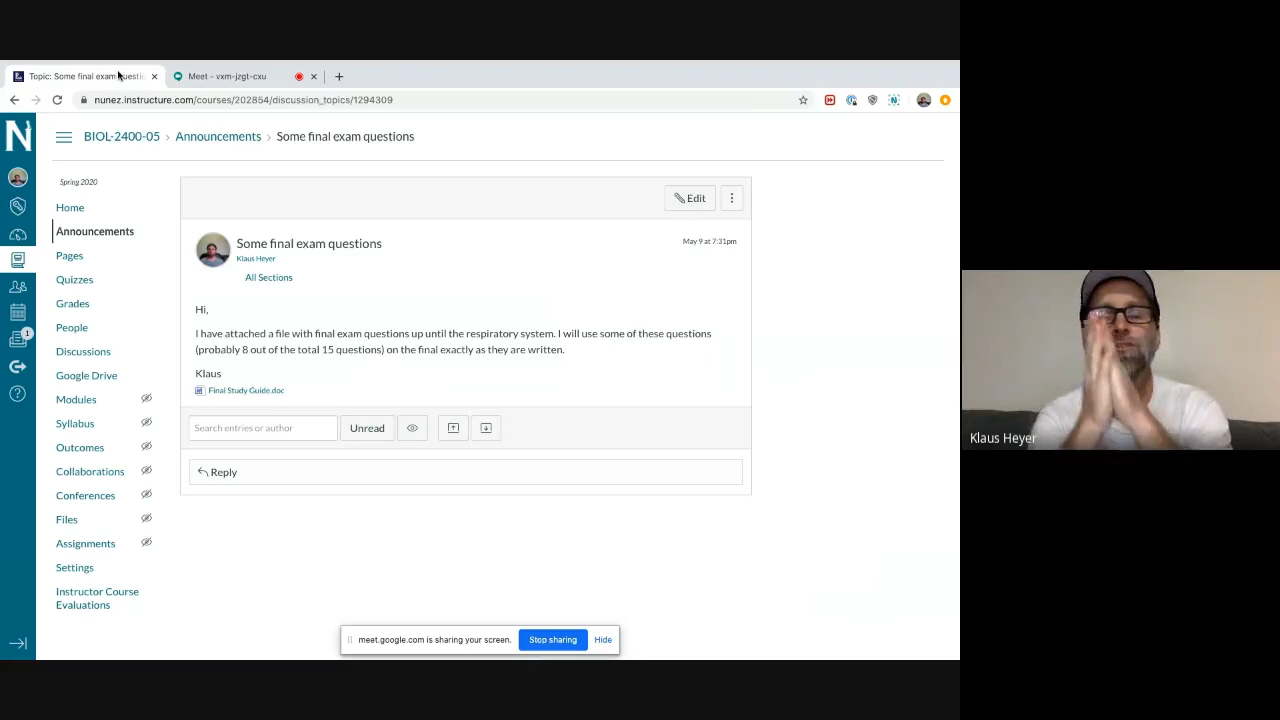 Topic: Some final exam questio
Meet - vxm-jzgt-cxu
nunez.instructure.com/courses/202854/discussion_topics/1294309
N
BIOL-2400-05 › Announcements › Some final exam questions
Spring 2020
Home
Announcements
Pages
Quizzes
Grades
People
Discussions
Google Drive
Modules
Syllabus
Outcomes
Collaborations
Conferences
Files
Assignments
Settings
Instructor Course
Evaluations
1
Edit
Some final exam questions
May 9 at 7:31pm
Klaus Heyer
All Sections
Hi,
I have attached a file with final exam questions up until the respiratory system. I will use some of these questions
(probably 8 out of the total 15 questions) on the final exactly as they are written.
Klaus
Final Study Guide.doc
Search entries or author
Unread
Reply
meet.google.com is sharing your screen.
Stop sharing
Hide
Klaus Heyer